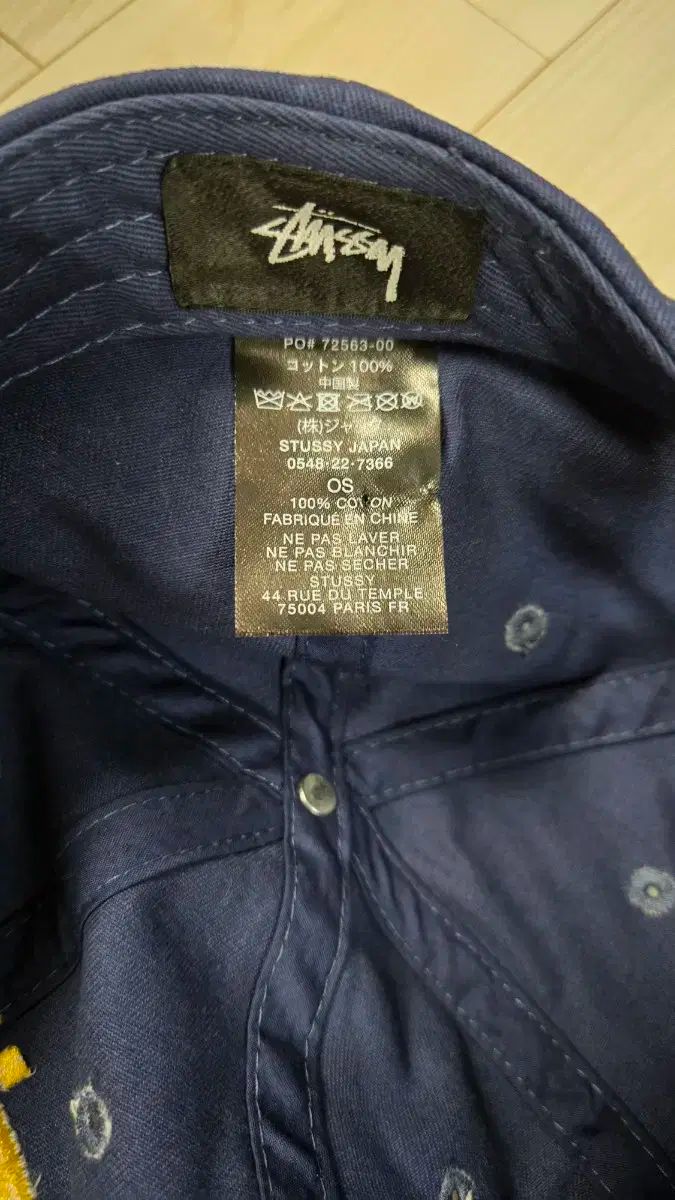 Stüssy
PO# 72563-00
コットン 100%
中国製
(株)ジャ
STUSSY JAPAN
0548-22-7366
OS
100% COTTON
FABRIQUE EN CHINE
NE PAS LAVER
NE PAS BLANCHIR
NE PAS SECHER
STUSSY
44 RUE DU TEMPLE
75004 PARIS FR